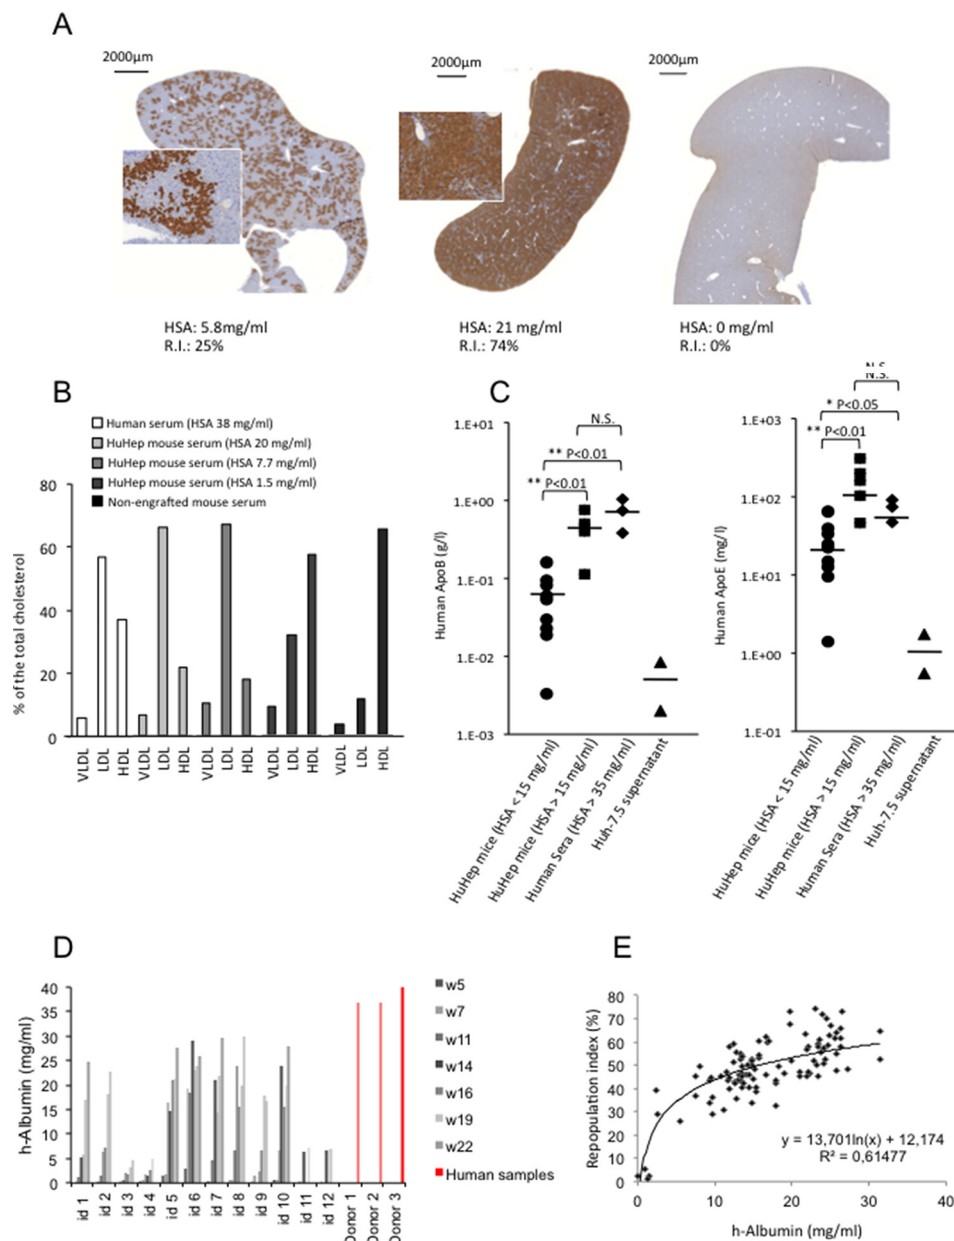 A
2000µm
2000µm
2000µm
HSA: 5.8mg/ml
R.I.: 25%
HSA: 21 mg/ml
R.I.: 74%
HSA: 0 mg/ml
R.I.: 0%
B
Human serum (HSA 38 mg/ml)
HuHep mouse serum (HSA 20 mg/ml)
HuHep mouse serum (HSA 7.7 mg/ml)
HuHep mouse serum (HSA 1.5 mg/ml)
Non-engrafted mouse serum
% of the total cholesterol
80
60
40
20
0
VLDL LDL HDL VLDL LDL HDL VLDL LDL HDL VLDL LDL HDL VLDL LDL HDL
C
Human ApoB (g/l)
1.E+01
1.E+00
1.E-01
1.E-02
1.E-03
N.S.
** P<0.01
** P<0.01
HuHep mice (HSA < 15 mg/ml)
HuHep mice (HSA > 15 mg/ml)
Human Sera (HSA > 35 mg/ml)
Huh-7.5 supernatant
Human ApoE (mg/l)
1.E+03
1.E+02
1.E+01
1.E+00
1.E-01
N.S.
N.S.
* P<0.05
** P<0.01
HuHep mice (HSA < 15 mg/ml)
HuHep mice (HSA > 15 mg/ml)
Human Sera (HSA > 35 mg/ml)
Huh-7.5 supernatant
D
h-Albumin (mg/ml)
40
35
30
25
20
15
10
5
0
id 1 id 2 id 3 id 4 id 5 id 6 id 7 id 8 id 9 id 10 id 11 id 12 Donor 1 Donor 2 Donor 3
w5
w7
w11
w14
w16
w19
w22
Human samples
E
Repopulation index (%)
80
70
60
50
40
30
20
10
0
0 10 20 30 40
y = 13,701ln(x) + 12,174
R² = 0,61477
h-Albumin (mg/ml)